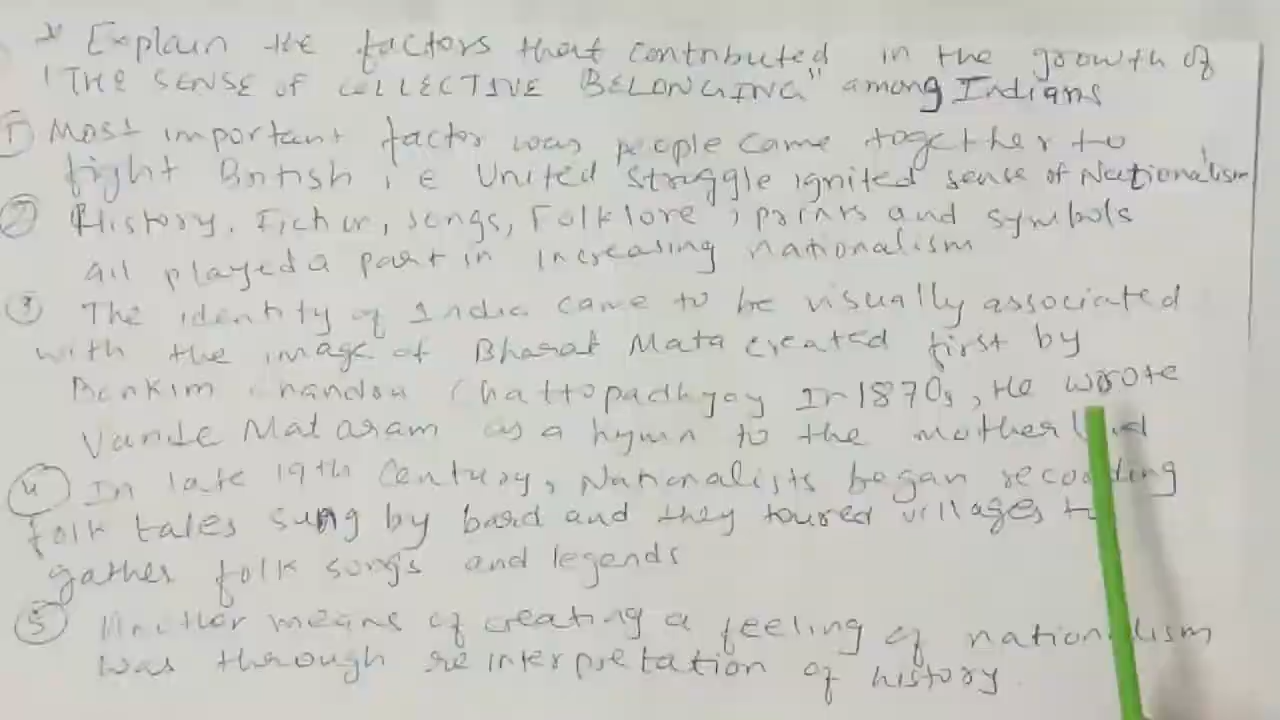 * Explain the factors that contributed in the growth of
"THE SENSE OF COLLECTIVE BELONGING" among Indians
1) Most important factor was people came together to
fight British i.e United Struggle ignited sense of Nationalism
2) History, Fiction, songs, Folklore, prints and symbols
all played a part in increasing nationalism
3) The identity of India came to be visually associated
with the image of Bharat Mata created first by
Bankim Chandra Chattopadhyay In 1870s, He wrote
Vande Mataram as a hymn to the motherland
4) In late 19th Century, Nationalists began recording
folk tales sung by bard and they toured villages to
gather folk songs and legends
5) Another means of creating a feeling of nationalism
was through reinterpretation of history